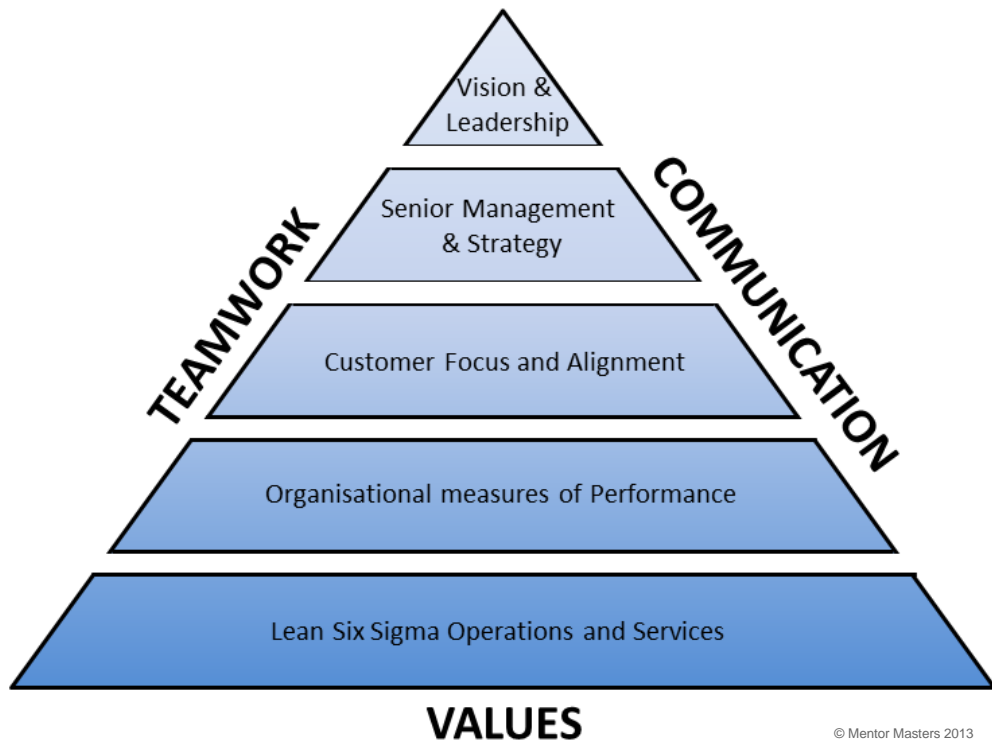 Vision &
Leadership
Senior Management
& Strategy
TEAMWORK
COMMUNICATION
Customer Focus and Alignment
Organisational measures of Performance
Lean Six Sigma Operations and Services
VALUES
© Mentor Masters 2013